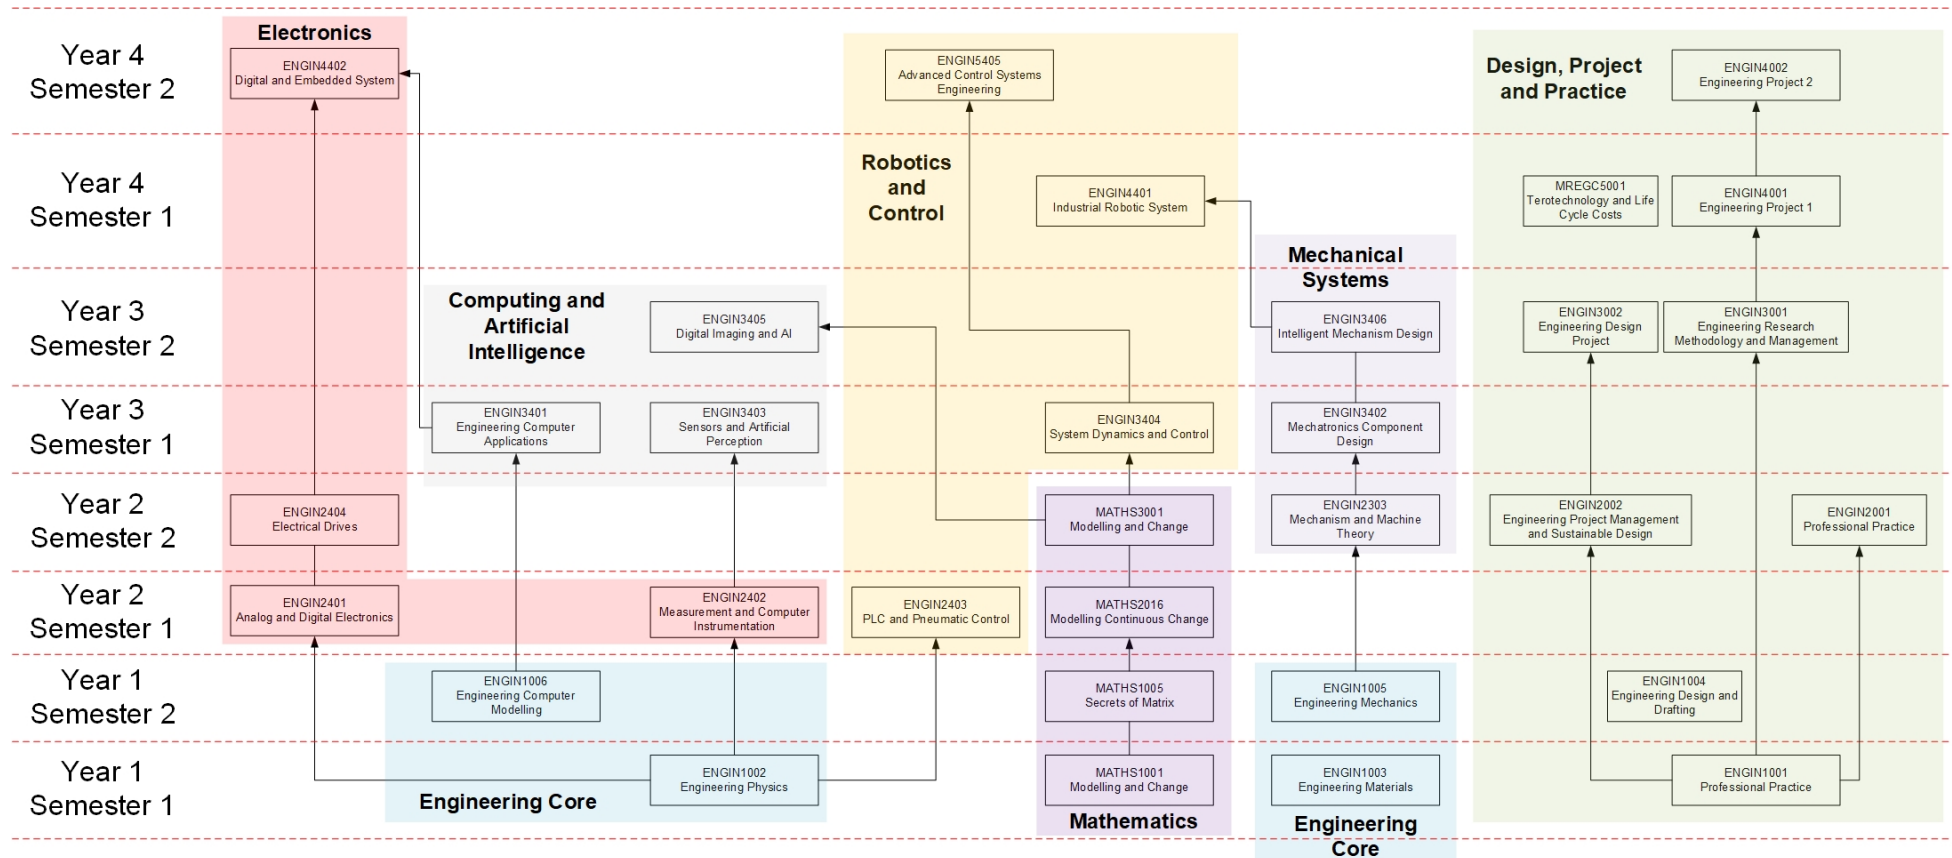 Electronics
Year 4
Semester 2
ENGIN4402
Digital and Embedded System
ENGIN5405
Advanced Control Systems
Engineering
Design, Project
and Practice
ENGIN4002
Engineering Project 2
Year 4
Semester 1
Robotics
and
Control
ENGIN4401
Industrial Robotic System
MREGC5001
Terotechnology and Life
Cycle Costs
ENGIN4001
Engineering Project 1
Mechanical
Systems
Year 3
Semester 2
Computing and
Artificial
Intelligence
ENGIN3405
Digital Imaging and AI
ENGIN3406
Intelligent Mechanism Design
ENGIN3002
Engineering Design
Project
ENGIN3001
Engineering Research
Methodology and Management
Year 3
Semester 1
ENGIN3401
Engineering Computer
Applications
ENGIN3403
Sensors and Artificial
Perception
ENGIN3404
System Dynamics and Control
ENGIN3402
Mechatronics Component
Design
Year 2
Semester 2
ENGIN2404
Electrical Drives
MATHS3001
Modelling and Change
ENGIN2303
Mechanism and Machine
Theory
ENGIN2002
Engineering Project Management
and Sustainable Design
ENGIN2001
Professional Practice
Year 2
Semester 1
ENGIN2401
Analog and Digital Electronics
ENGIN2402
Measurement and Computer
Instrumentation
ENGIN2403
PLC and Pneumatic Control
MATHS2016
Modelling Continuous Change
Year 1
Semester 2
ENGIN1006
Engineering Computer
Modelling
MATHS1005
Secrets of Matrix
ENGIN1005
Engineering Mechanics
ENGIN1004
Engineering Design and
Drafting
Year 1
Semester 1
Engineering Core
ENGIN1002
Engineering Physics
MATHS1001
Modelling and Change
ENGIN1003
Engineering Materials
ENGIN1001
Professional Practice
Mathematics
Engineering
Core